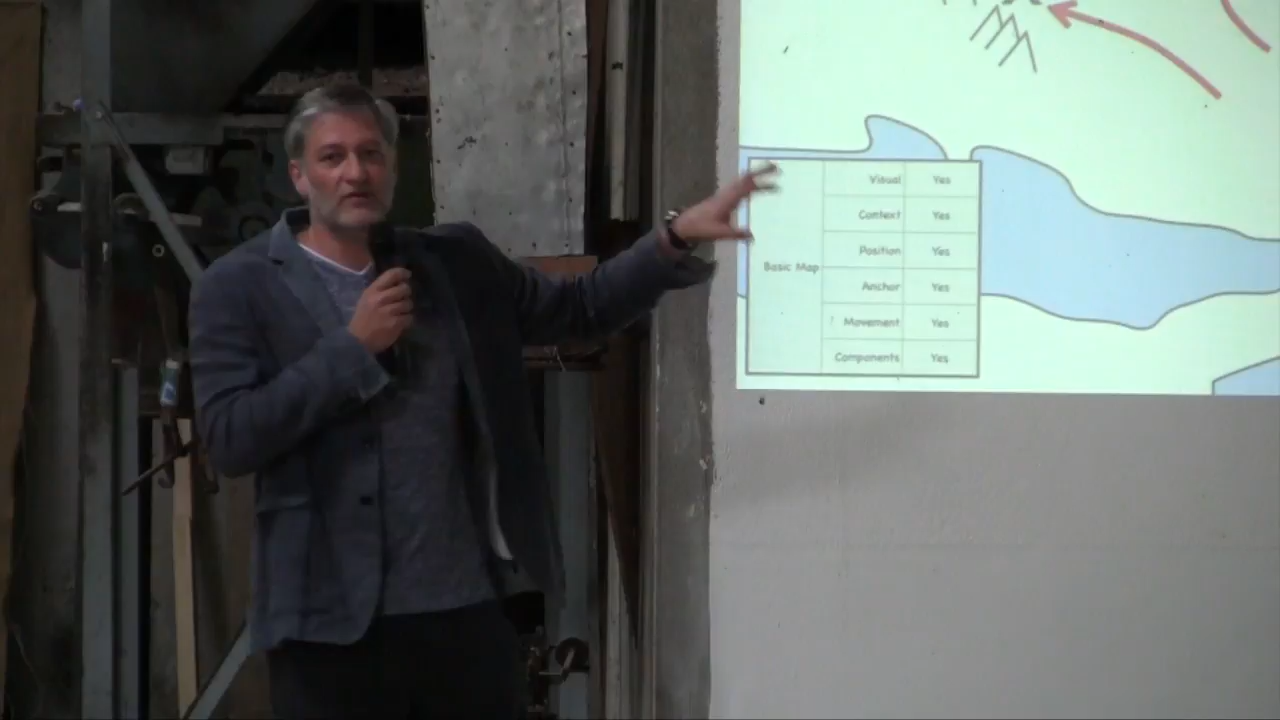 Visual Yes
Context Yes
Position Yes
Basic Map
Anchor Yes
Movement Yes
Components Yes